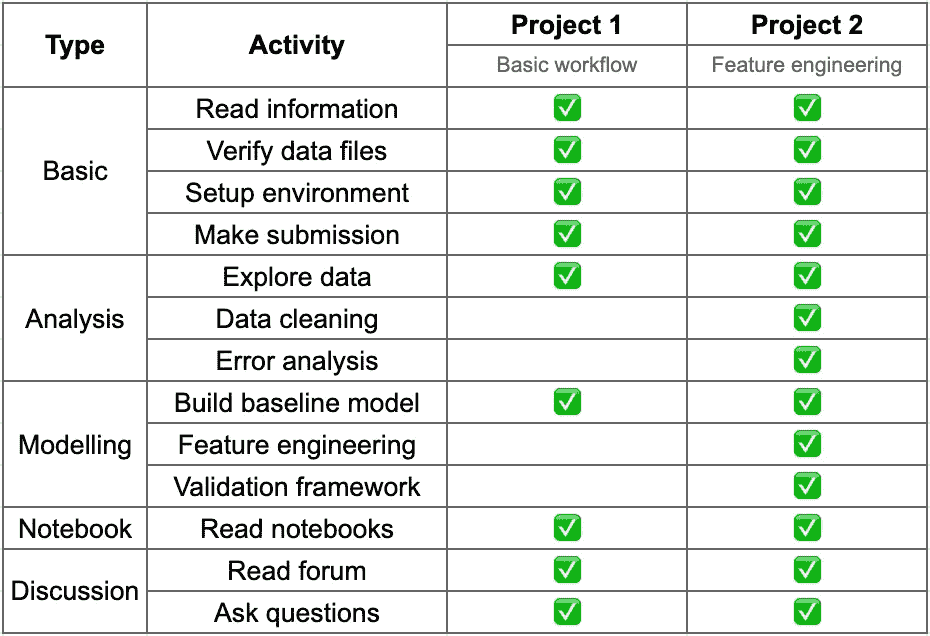 Type Activity Project 1 Project 2
Basic workflow Feature engineering
Basic
Read information ✅ ✅
Verify data files ✅ ✅
Setup environment ✅ ✅
Make submission ✅ ✅
Analysis
Explore data ✅ ✅
Data cleaning ✅
Error analysis ✅
Modelling
Build baseline model ✅ ✅
Feature engineering ✅
Validation framework ✅
Notebook Read notebooks ✅ ✅
Discussion
Read forum ✅ ✅
Ask questions ✅ ✅